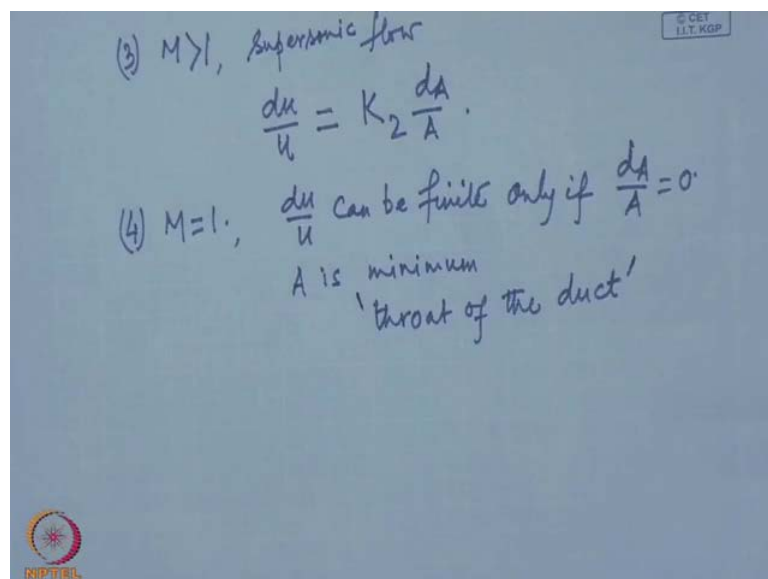 © CET
I.I.T. KGP
(3) M>1, supersonic flow
du/u = K₂ dA/A .
(4) M=1., du/u can be finite only if dA/A = 0.
A is minimum
'throat of the duct'
NPTEL